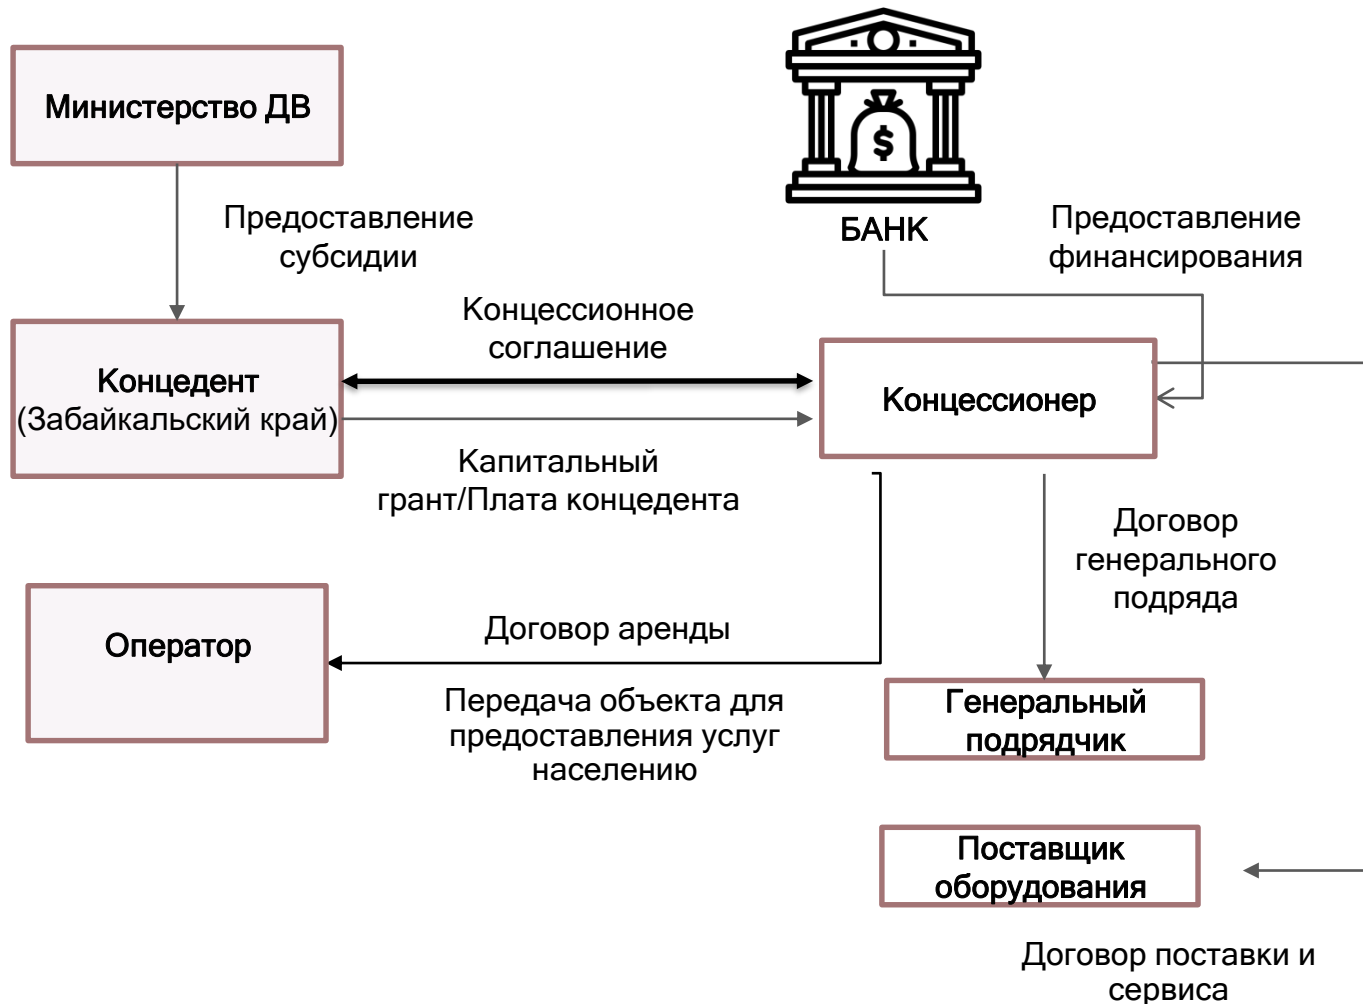 Министерство ДВ
$
БАНК
Предоставление
субсидии
Предоставление
финансирования
Концессионное
соглашение
Концедент
(Забайкальский край)
Концессионер
Капитальный
грант/Плата концедента
Договор
генерального
подряда
Оператор
Договор аренды
Передача объекта для
предоставления услуг
населению
Генеральный
подрядчик
Поставщик
оборудования
Договор поставки и
сервиса